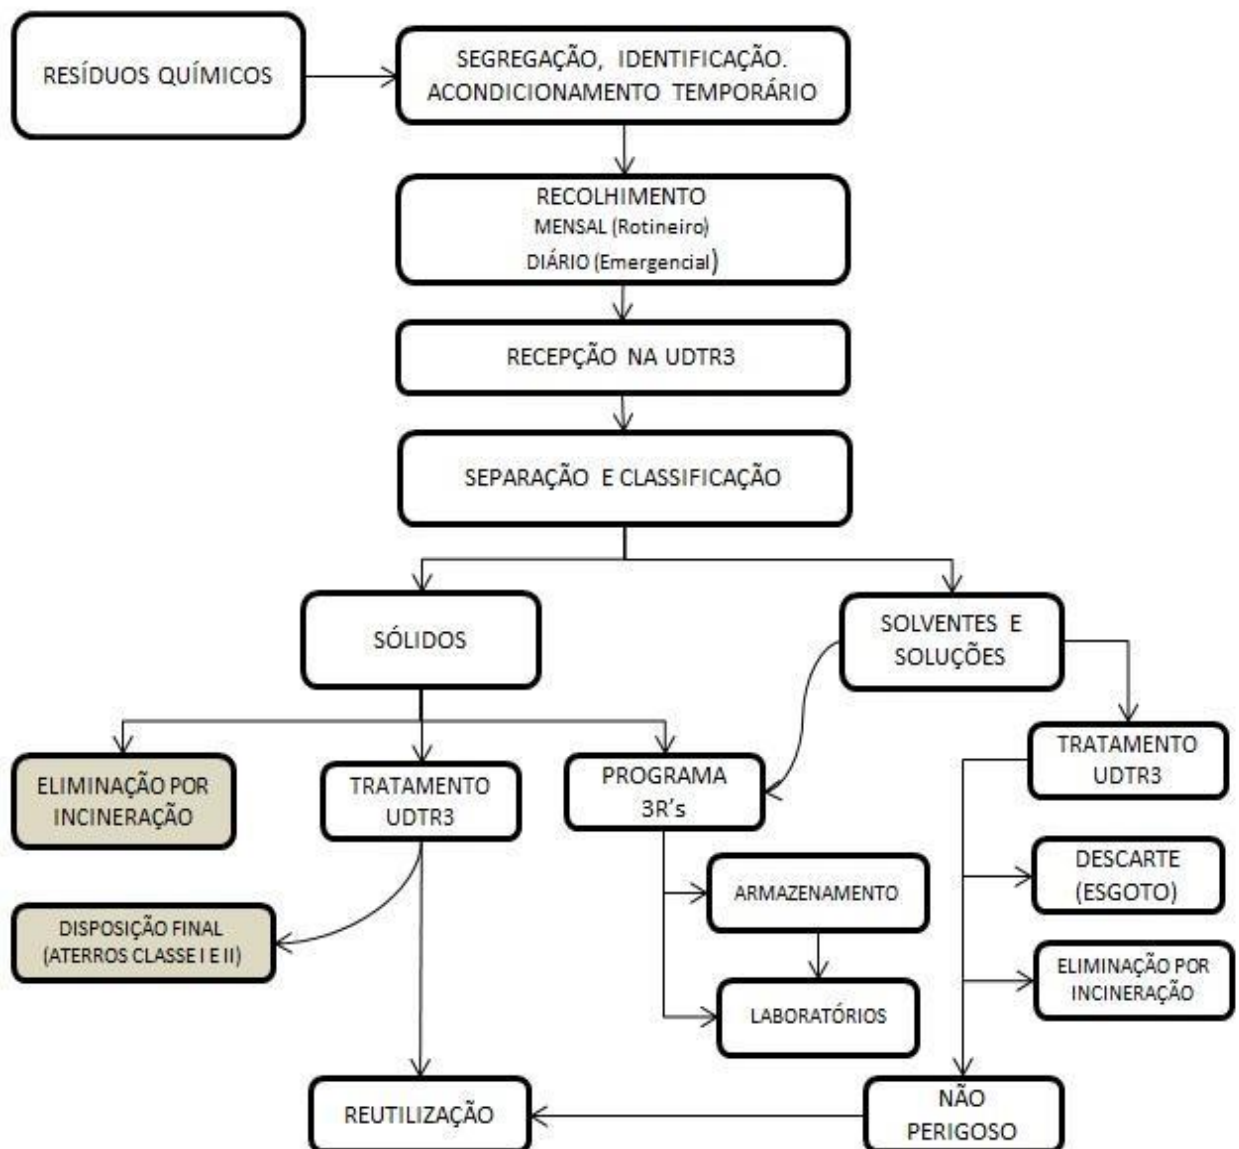 RESÍDUOS QUÍMICOS
SEGREGAÇÃO, IDENTIFICAÇÃO.
ACONDICIONAMENTO TEMPORÁRIO
RECOLHIMENTO
MENSAL (Rotineiro)
DIÁRIO (Emergencial)
RECEPÇÃO NA UDTR3
SEPARAÇÃO E CLASSIFICAÇÃO
SÓLIDOS
SOLVENTES E
SOLUÇÕES
ELIMINAÇÃO POR
INCINERAÇÃO
TRATAMENTO
UDTR3
PROGRAMA
3R's
TRATAMENTO
UDTR3
DISPOSIÇÃO FINAL
(ATERROS CLASSE I E II)
ARMAZENAMENTO
LABORATÓRIOS
DESCARTE
(ESGOTO)
ELIMINAÇÃO POR
INCINERAÇÃO
REUTILIZAÇÃO
NÃO
PERIGOSO